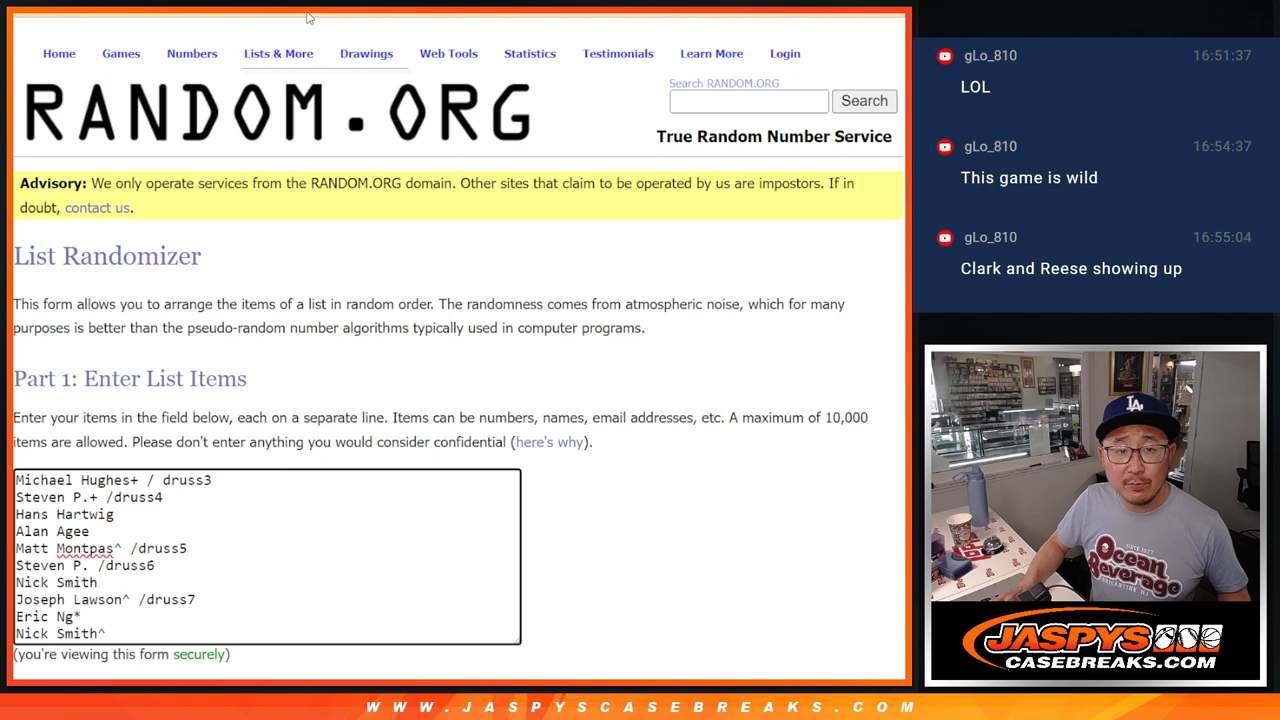 Home Games Numbers Lists & More Drawings Web Tools Statistics Testimonials Learn More Login
RANDOM.ORG
Search RANDOM.ORG
Search
True Random Number Service
Advisory: We only operate services from the RANDOM.ORG domain. Other sites that claim to be operated by us are impostors. If in
doubt, contact us.
List Randomizer
This form allows you to arrange the items of a list in random order. The randomness comes from atmospheric noise, which for many
purposes is better than the pseudo-random number algorithms typically used in computer programs.
Part 1: Enter List Items
Enter your items in the field below, each on a separate line. Items can be numbers, names, email addresses, etc. A maximum of 10,000
items are allowed. Please don't enter anything you would consider confidential (here's why).
Michael Hughes+ / druss3
Steven P.+ /druss4
Hans Hartwig
Alan Agee
Matt Montpas^ /druss5
Steven P. /druss6
Nick Smith
Joseph Lawson^ /druss7
Eric Ng*
Nick Smith^
(you're viewing this form securely)
gLo_810 16:51:37
LOL
gLo_810 16:54:37
This game is wild
gLo_810 16:55:04
Clark and Reese showing up
LA
SINCE 1977
Ocean
Beverage
BRIGANTINE, NJ
JASPYS
CASEBREAKS.COM
WWW.JASPYSCASEBREAKS.COM